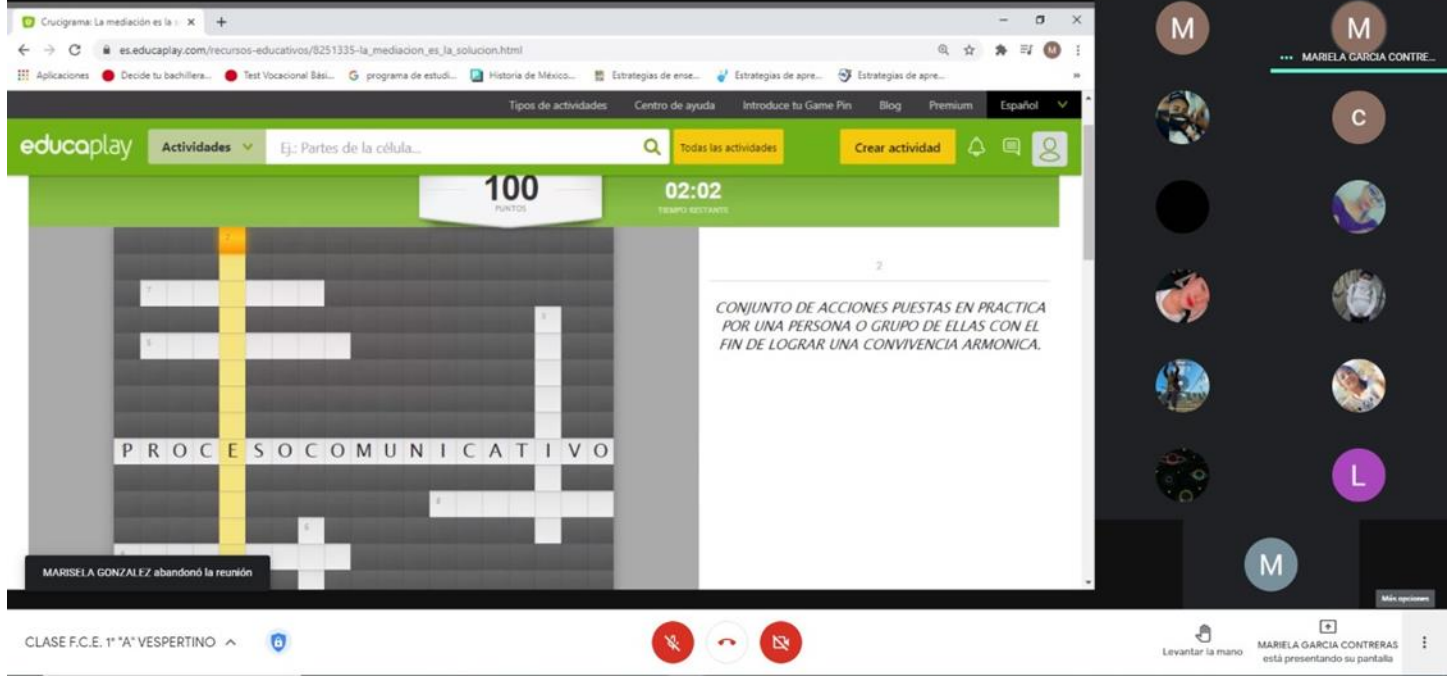 Crucigrama: La mediación es la s
es.educaplay.com/recursos-educativos/8251335-la_mediacion_es_la_solucion.html
M
Aplicaciones Decide tu bachillera... Test Vocacional Bási... G programa de estudi... Historia de México... Estrategias de ense... Estrategias de apre... Estrategias de apre...
Tipos de actividades Centro de ayuda Introduce tu Game Pin Blog Premium Español
educaplay Actividades Ej.: Partes de la célula... Todas las actividades Crear actividad
100
PUNTOS
02:02
TIEMPO RESTANTE
2
7
3
5
PROCESOCOMUNICATIVO
6
2
CONJUNTO DE ACCIONES PUESTAS EN PRACTICA
POR UNA PERSONA O GRUPO DE ELLAS CON EL
FIN DE LOGRAR UNA CONVIVENCIA ARMONICA.
MARISELA GONZALEZ abandonó la reunión
M
M
MARIELA GARCIA CONTRE...
C
L
M
Más opciones
CLASE F.C.E. 1° "A" VESPERTINO
Levantar la mano
MARIELA GARCIA CONTRERAS
está presentando su pantalla